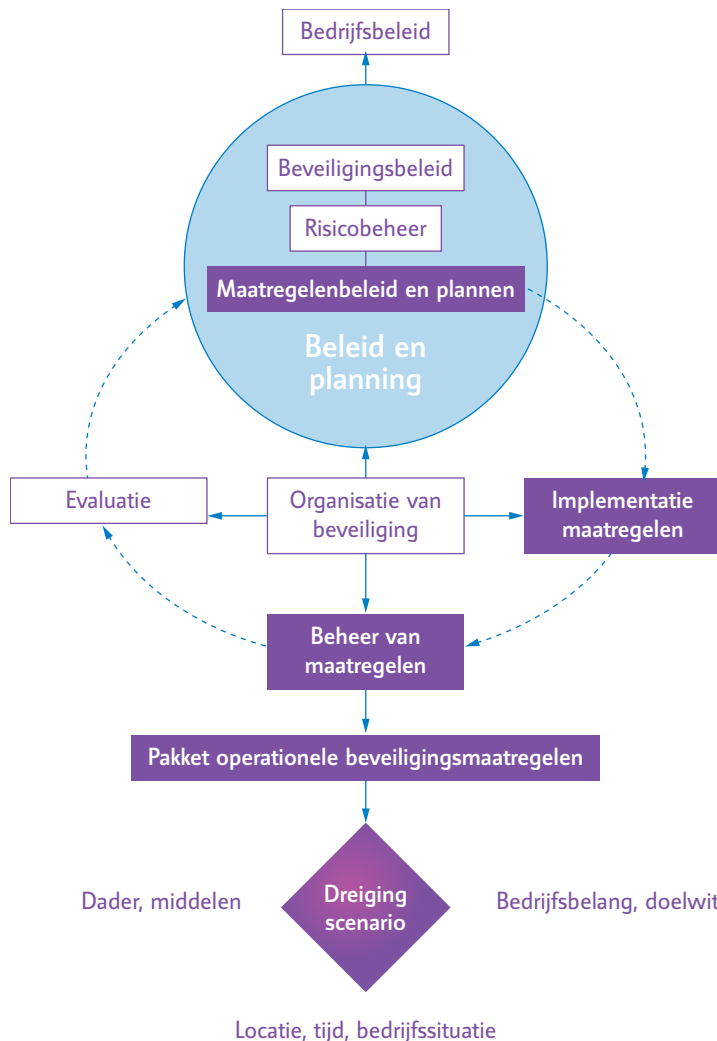 Bedrijfsbeleid
Beveiligingsbeleid
Risicobeheer
Maatregelenbeleid en plannen
Beleid en
planning
Evaluatie
Organisatie van
beveiliging
Implementatie
maatregelen
Beheer van
maatregelen
Pakket operationele beveiligingsmaatregelen
Dader, middelen
Dreiging
scenario
Bedrijfsbelang, doelwit
Locatie, tijd, bedrijfssituatie